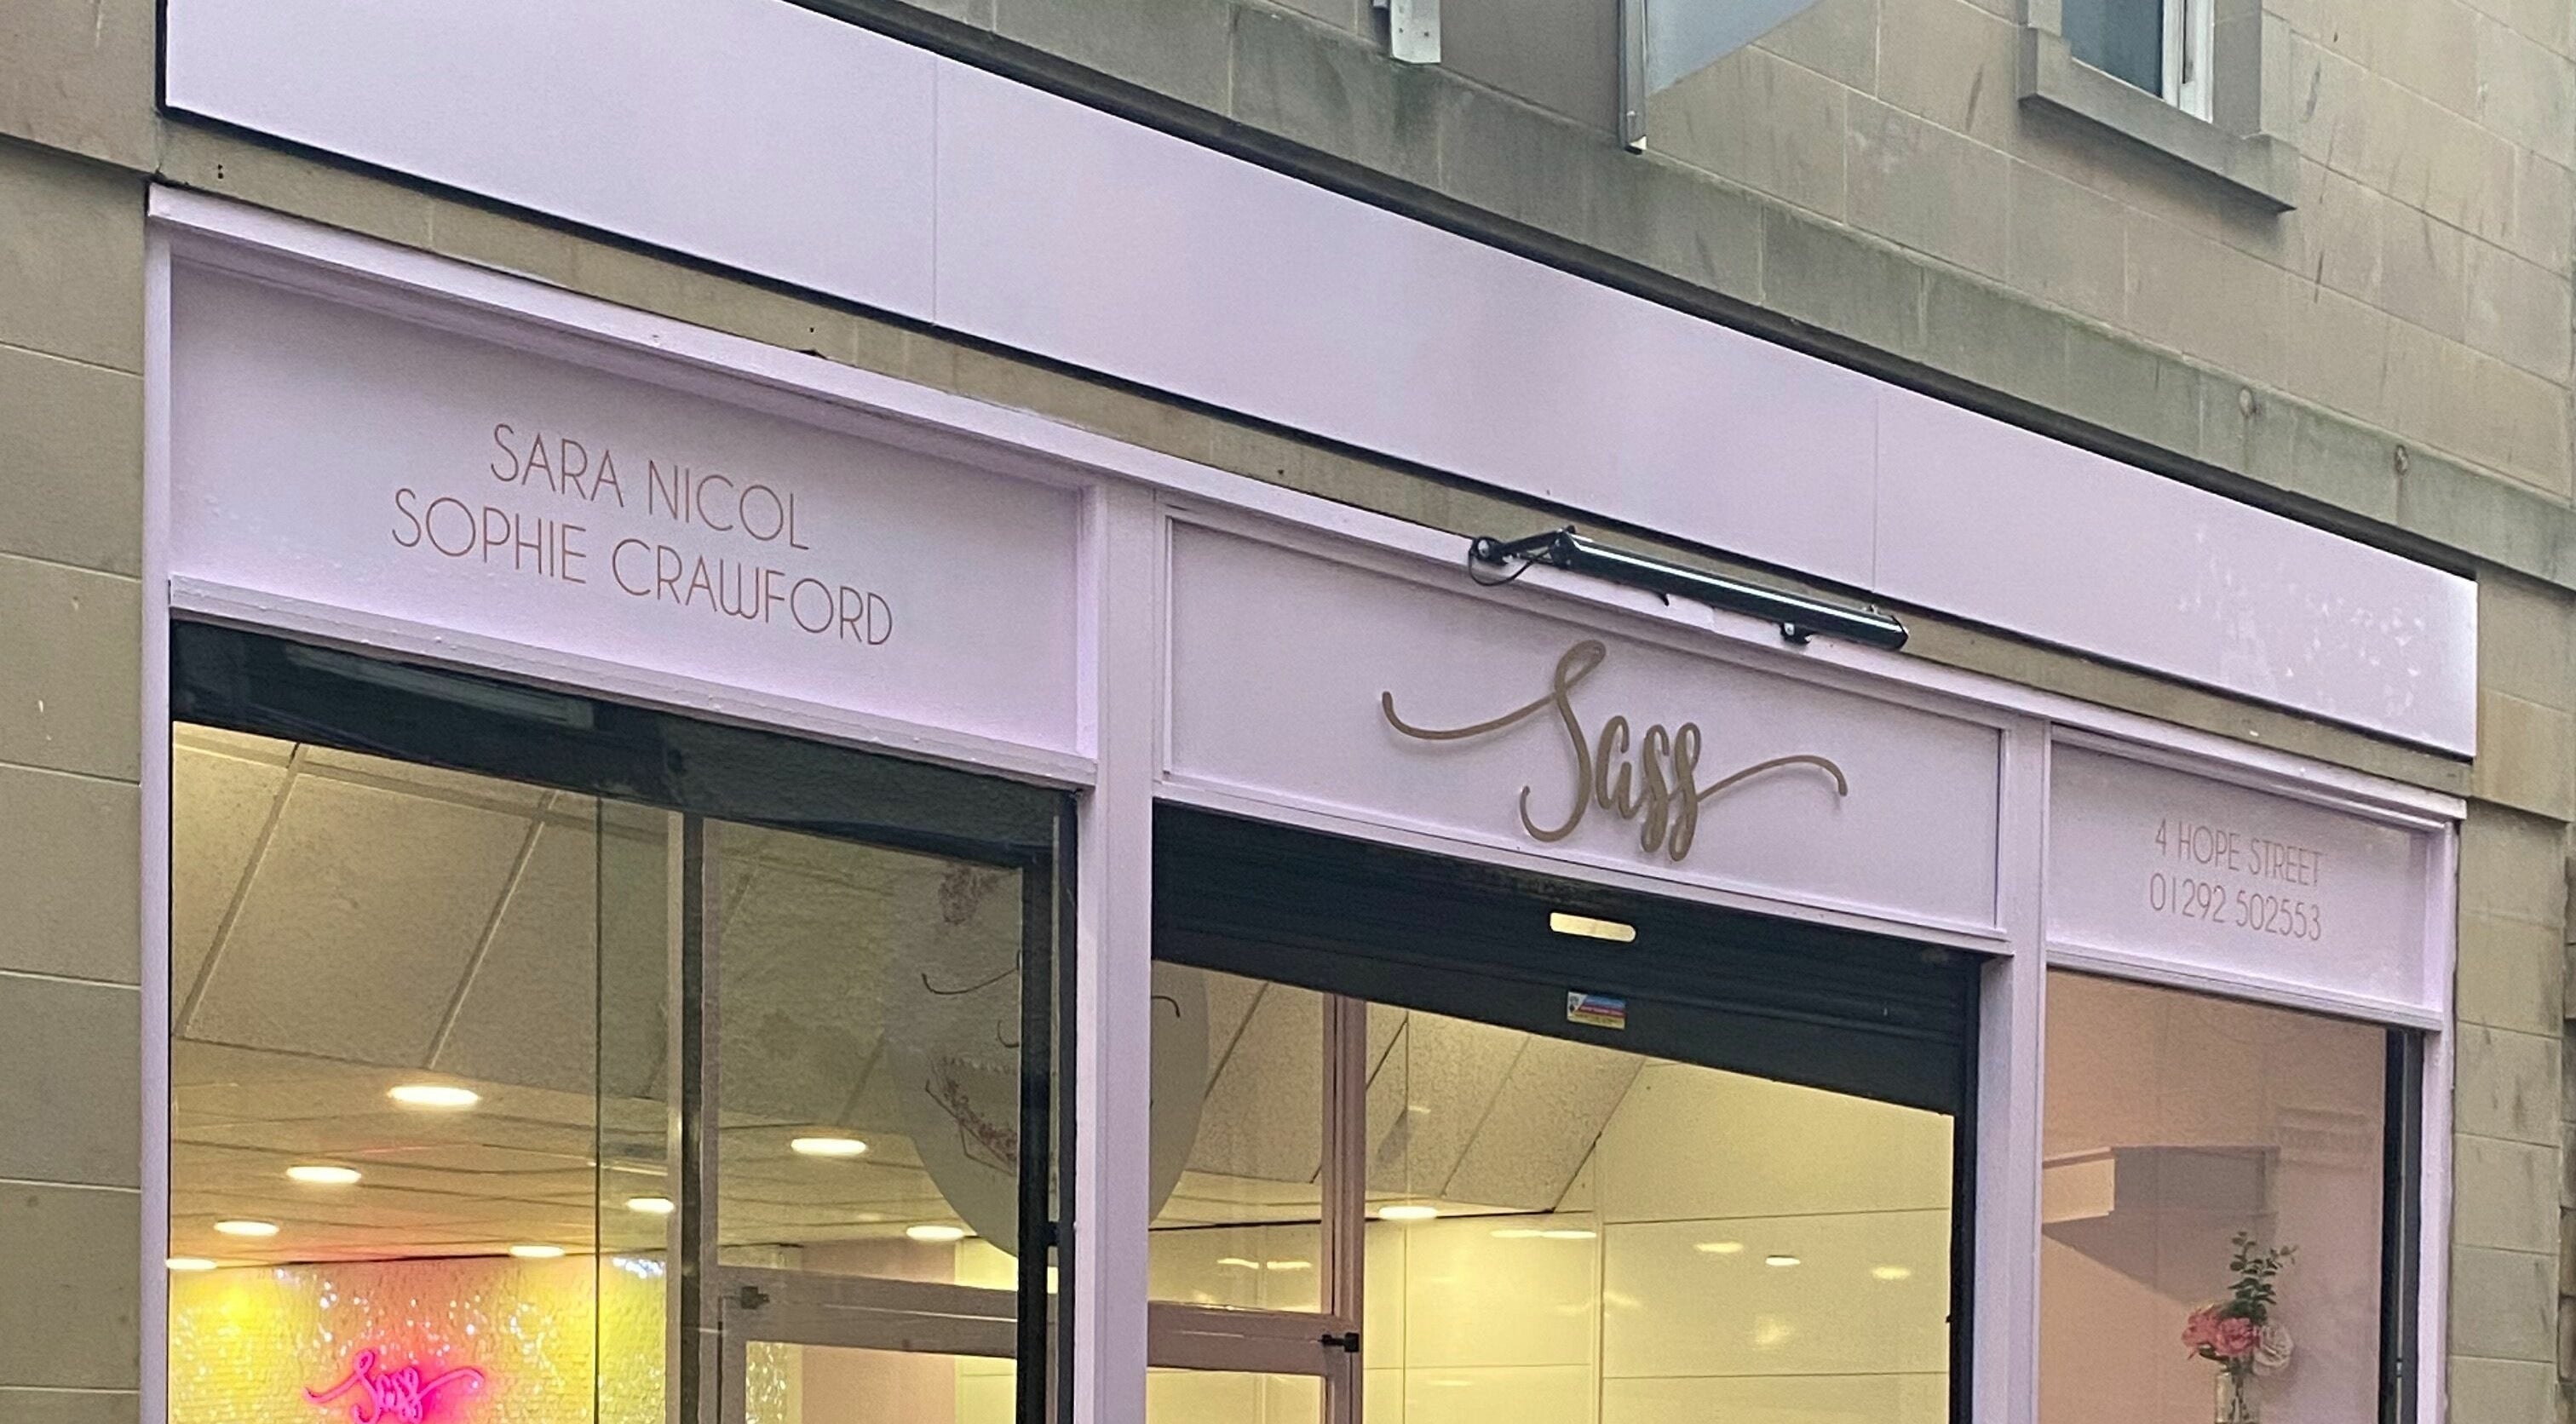 SARA NICOL
SOPHIE CRAWFORD
Sass
4 HOPE STREET
01292 502553
Sass